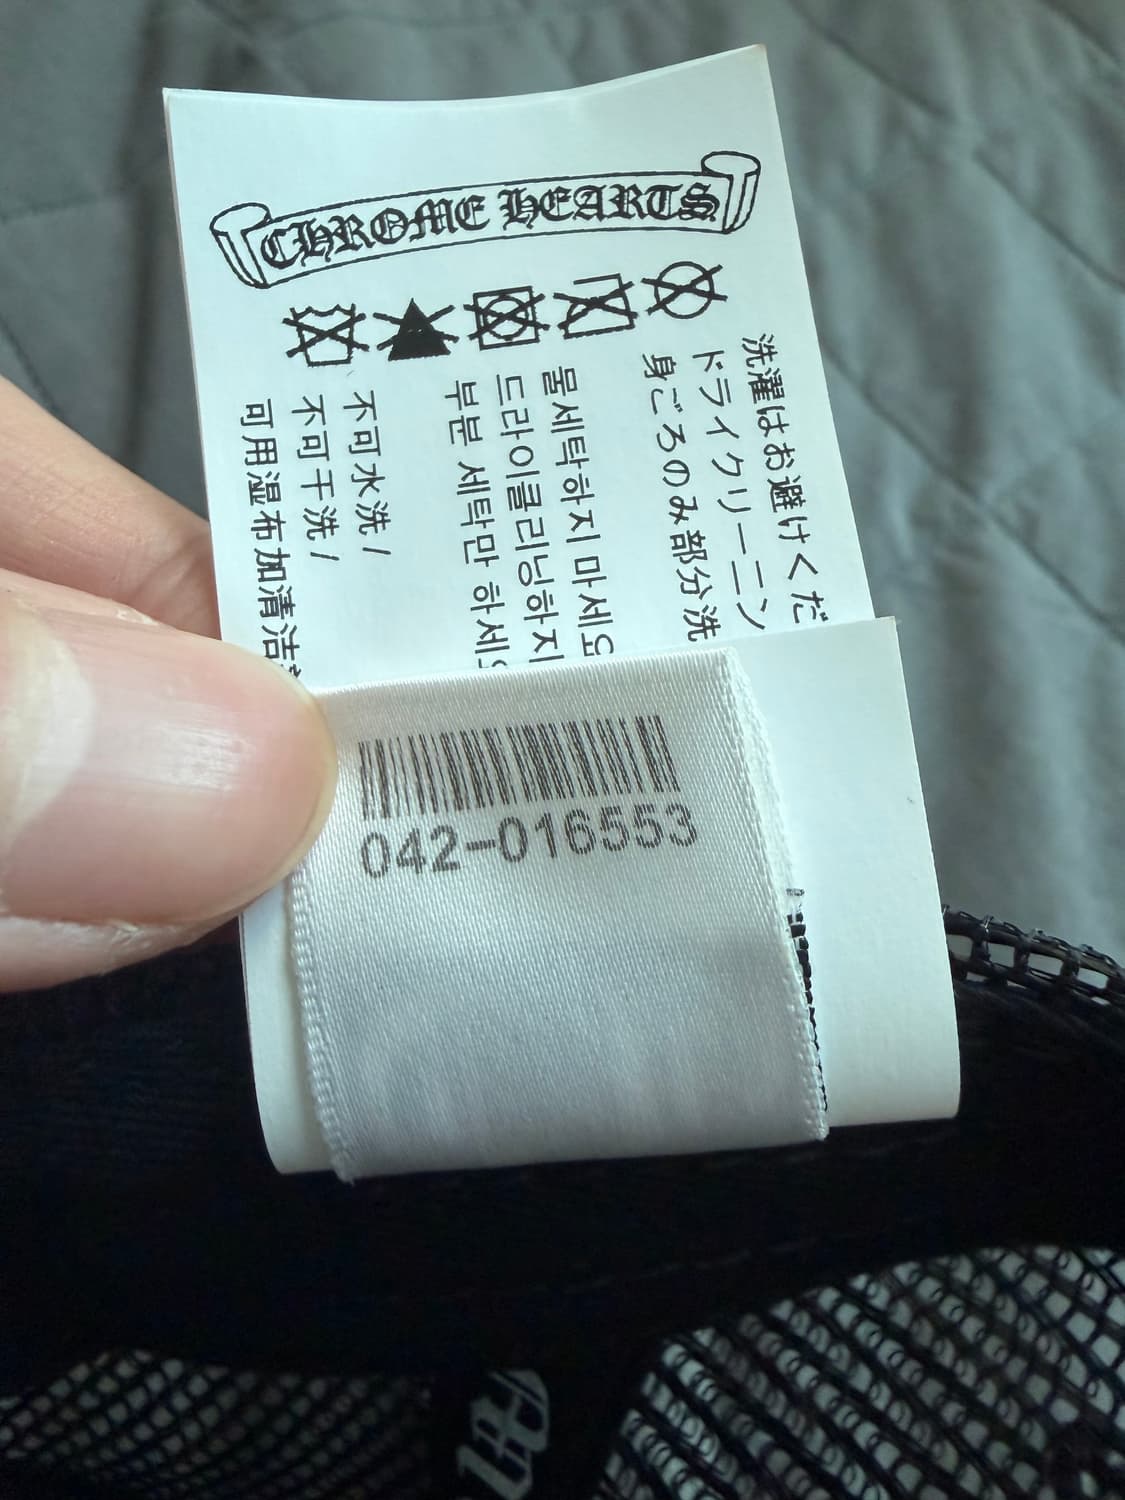 CHROME HEARTS
洗濯はお避けくだ
ドライクリーニン
身ごろのみ部分洗
물세탁하지 마세요
드라이클리닝하지
부분 세탁만 하세요
不可水洗/
不可干洗/
可用湿布加清洁
042-016553